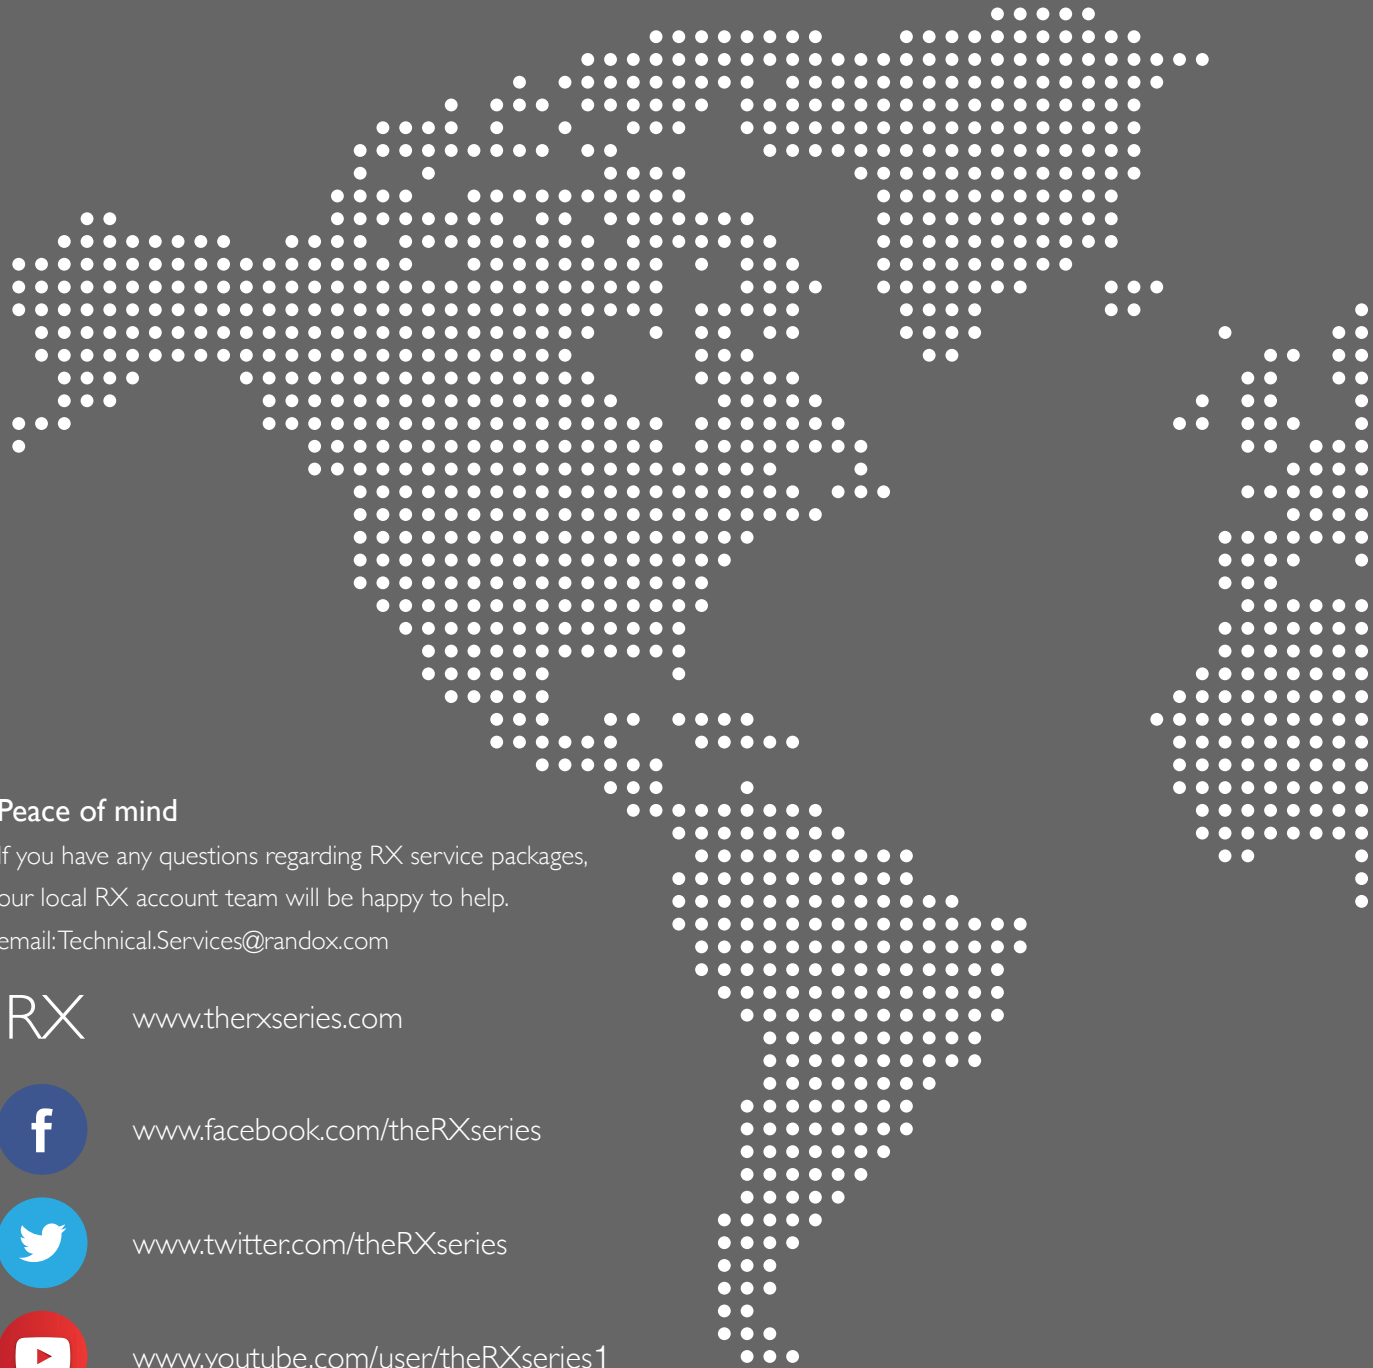 Peace of mind
If you have any questions regarding RX service packages,
our local RX account team will be happy to help.
email: Technical.Services@randox.com
RX www.therxseries.com
f www.facebook.com/theRXseries
www.twitter.com/theRXseries
www.youtube.com/user/theRXseries1